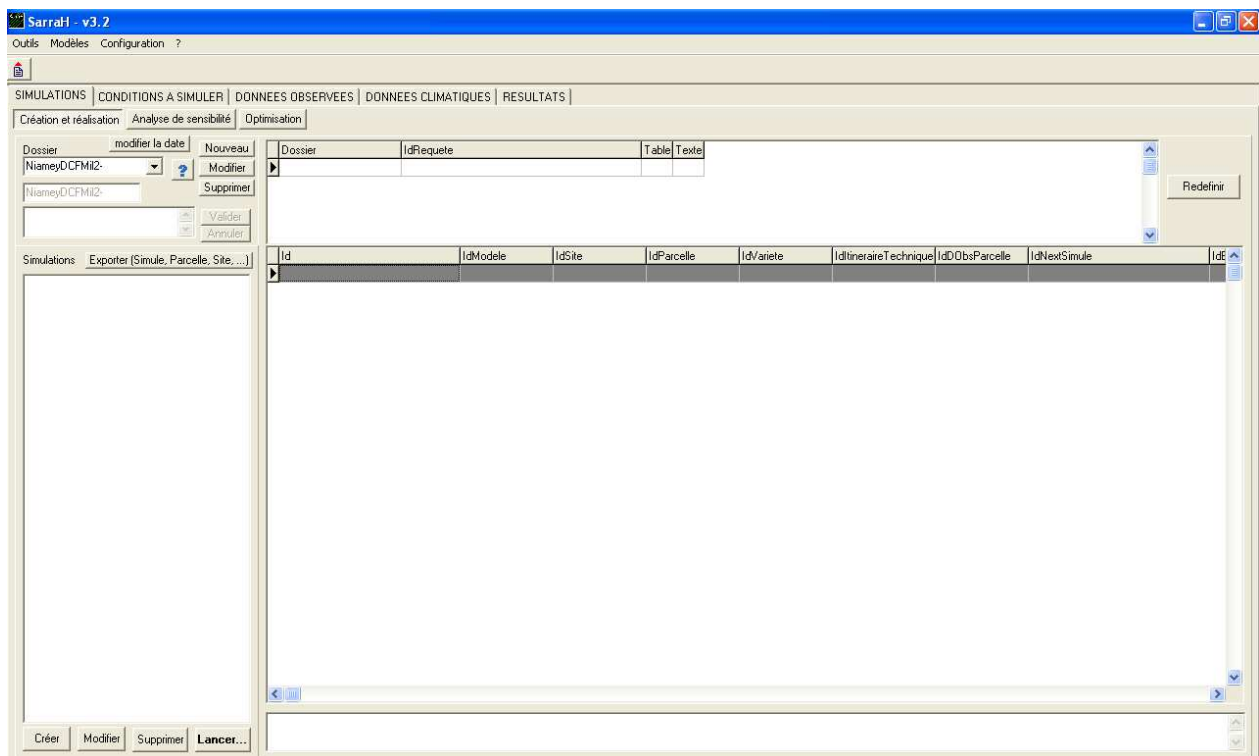 SarraH - v3.2
Outils Modèles Configuration ?
SIMULATIONS CONDITIONS A SIMULER DONNEES OBSERVEES DONNEES CLIMATIQUES RESULTATS
Création et réalisation Analyse de sensibilité Optimisation
Dossier modifier la date Nouveau
NiameyDCFMil2- ? Modifier
NiameyDCFMil2- Supprimer
Valider
Annuler
Dossier IdRequete Table Texte
Redefinir
Simulations Exporter (Simule, Parcelle, Site, ...)
Id IdModele IdSite IdParcelle IdVariete IdItineraireTechnique IdDObsParcelle IdNextSimule
Créer Modifier Supprimer Lancer...